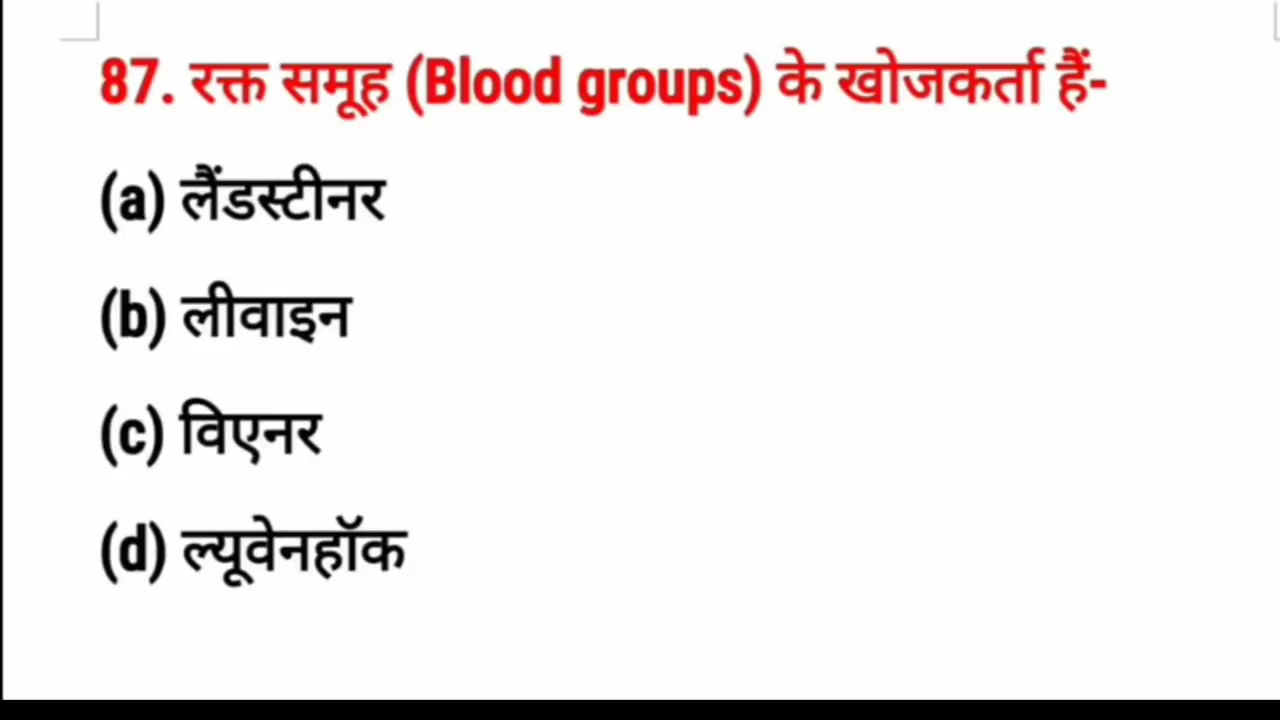 87. रक्त समूह (Blood groups) के खोजकर्ता हैं-
(a) लैंडस्टीनर
(b) लीवाइन
(c) विएनर
(d) ल्यूवेनहॉक